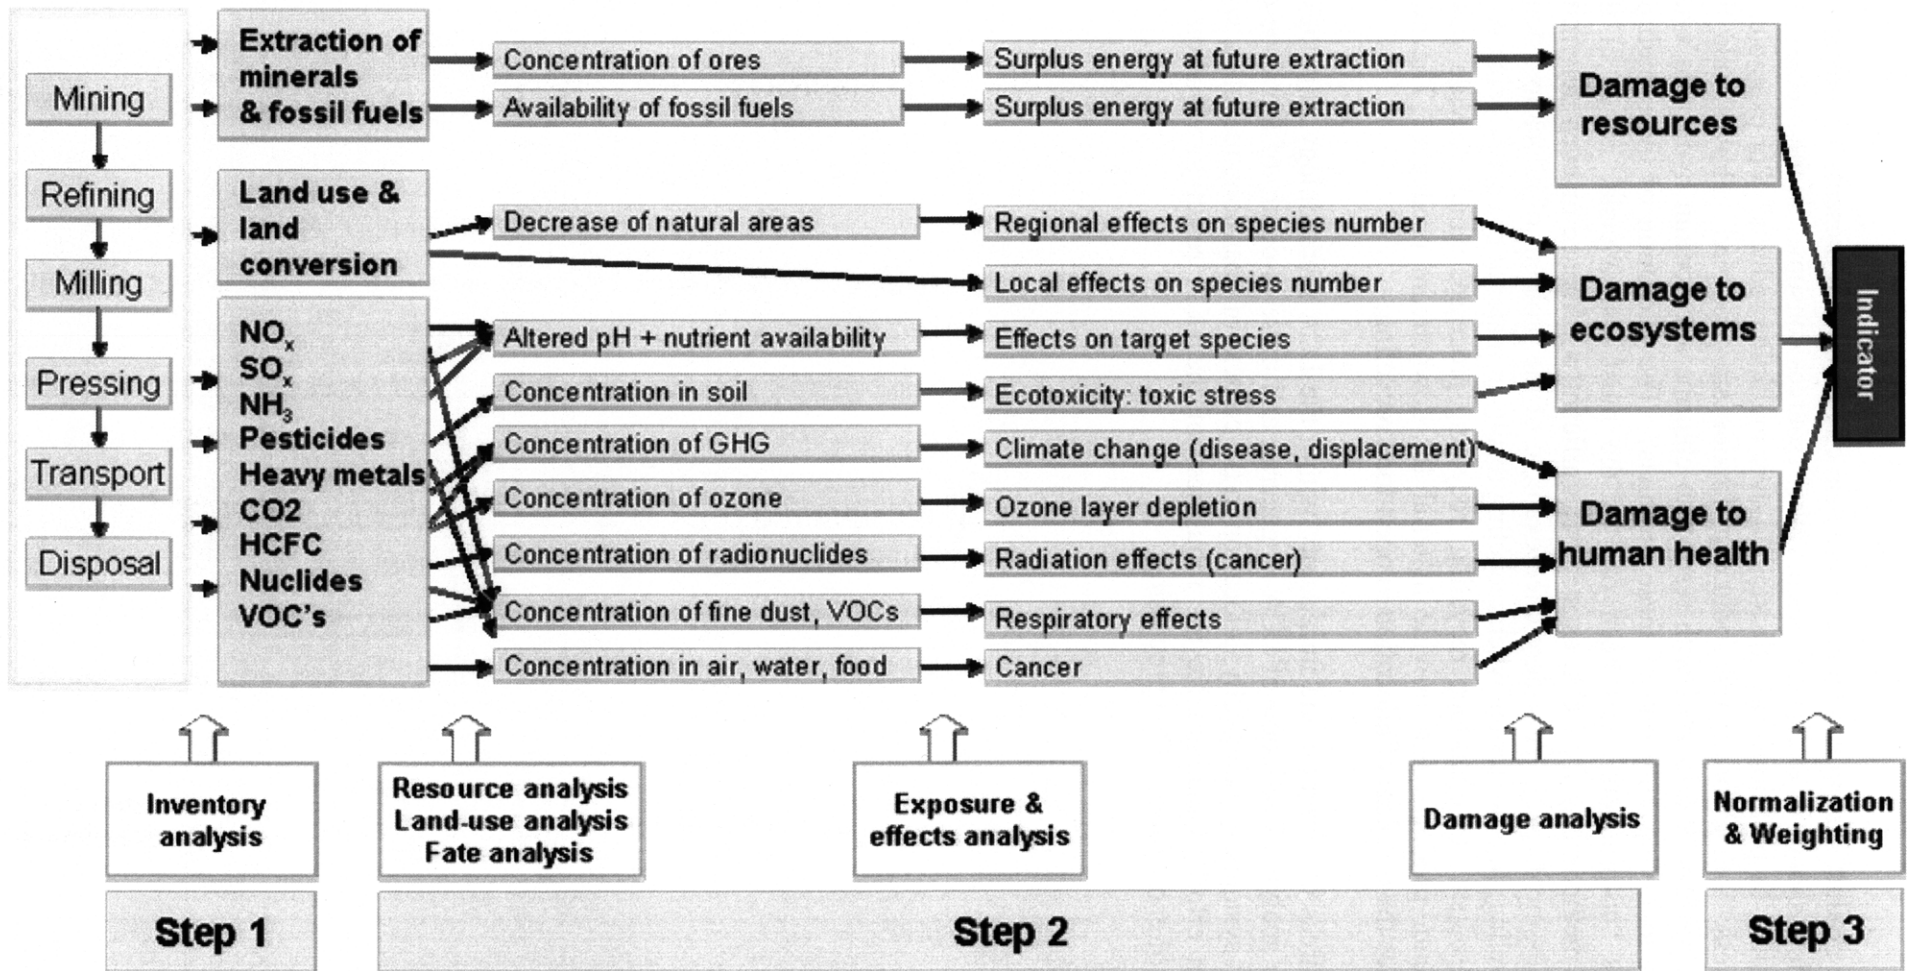 Mining
Refining
Milling
Pressing
Transport
Disposal
Extraction of
minerals
& fossil fuels
Land use &
land
conversion
NOx
SOx
NH3
Pesticides
Heavy metals
CO2
HCFC
Nuclides
VOC's
Concentration of ores
Availability of fossil fuels
Decrease of natural areas
Altered pH + nutrient availability
Concentration in soil
Concentration of GHG
Concentration of ozone
Concentration of radionuclides
Concentration of fine dust, VOCs
Concentration in air, water, food
Surplus energy at future extraction
Surplus energy at future extraction
Regional effects on species number
Local effects on species number
Effects on target species
Ecotoxicity: toxic stress
Climate change (disease, displacement)
Ozone layer depletion
Radiation effects (cancer)
Respiratory effects
Cancer
Damage to
resources
Damage to
ecosystems
Damage to
human health
Indicator
Inventory
analysis
Resource analysis
Land-use analysis
Fate analysis
Exposure &
effects analysis
Damage analysis
Normalization
& Weighting
Step 1
Step 2
Step 3